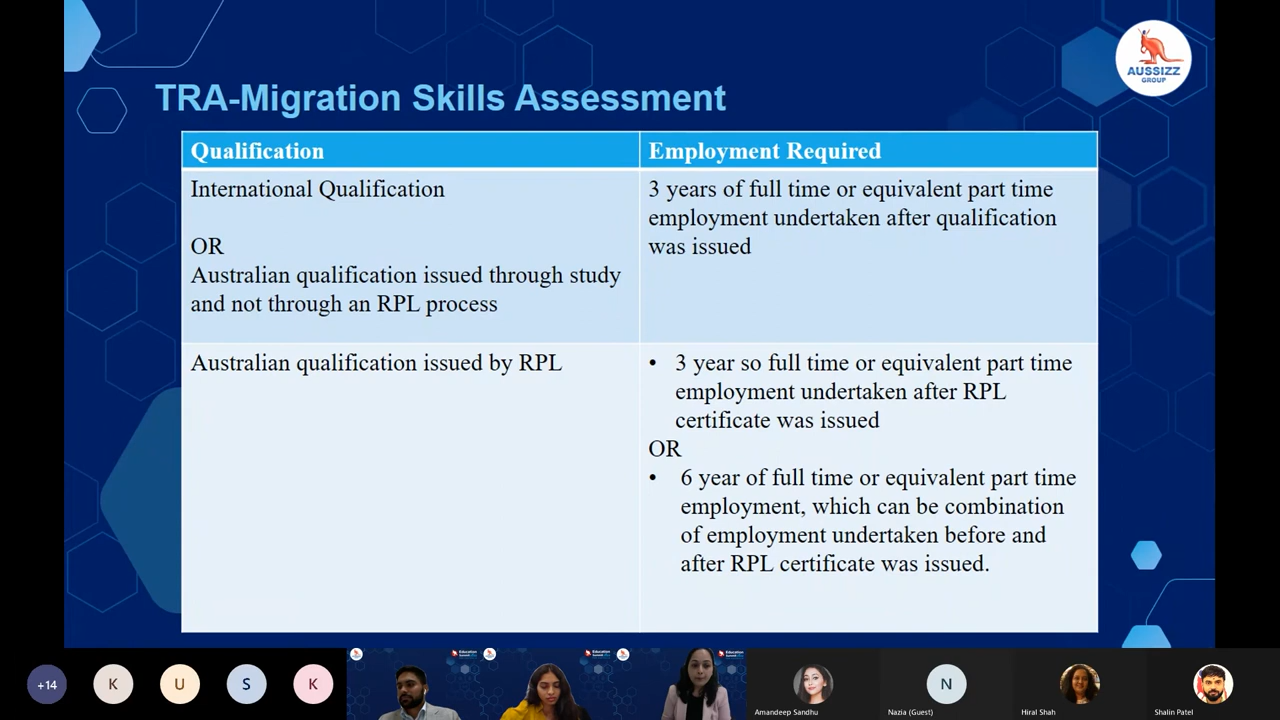 AUSSIZZ
GROUP
TRA-Migration Skills Assessment
Qualification
Employment Required
International Qualification
OR
Australian qualification issued through study
and not through an RPL process
3 years of full time or equivalent part time
employment undertaken after qualification
was issued
Australian qualification issued by RPL
• 3 year so full time or equivalent part time
employment undertaken after RPL
certificate was issued
OR
• 6 year of full time or equivalent part time
employment, which can be combination
of employment undertaken before and
after RPL certificate was issued.
+14
K
U
S
K
Education
Education
Education
N
Amandeep Sandhu
Nazia (Guest)
Hiral Shah
Shalin Patel